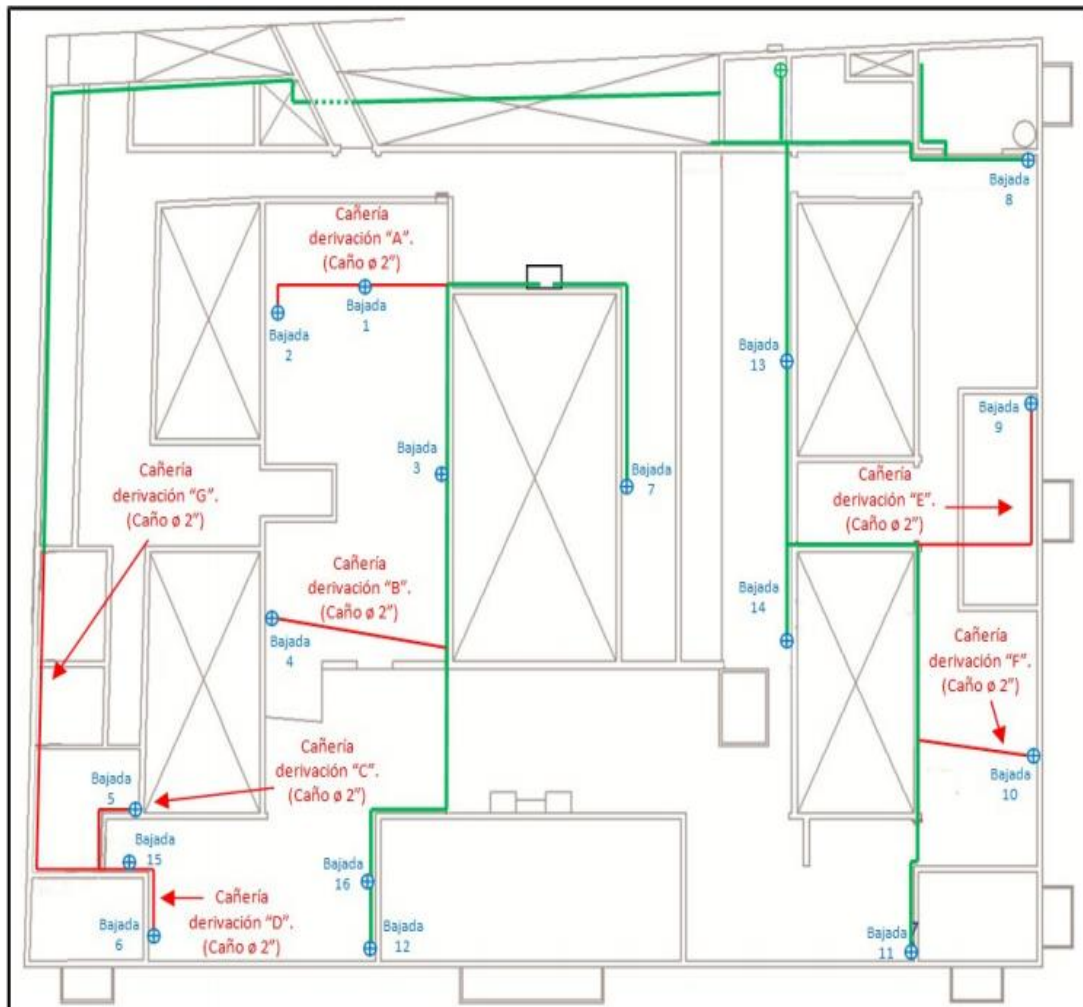 Cañería
derivación "A".
(Caño ø 2")
Bajada
1
Bajada
2
Bajada
8
Bajada
13
Bajada
3
Bajada
7
Bajada
9
Cañería
derivación "G".
(Caño ø 2")
Cañería
derivación "E".
(Caño ø 2")
Cañería
derivación "B".
(Caño ø 2")
Bajada
4
Bajada
14
Cañería
derivación "F".
(Caño ø 2")
Bajada
10
Cañería
derivación "C".
(Caño ø 2")
Bajada
5
Bajada
15
Bajada
16
Cañería
derivación "D".
(Caño ø 2")
Bajada
6
Bajada
12
Bajada
11
7